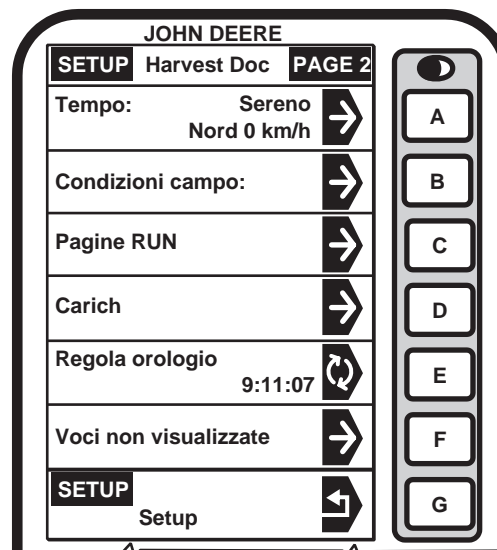 JOHN DEERE
SETUP Harvest Doc PAGE 2
Tempo: Sereno
Nord 0 km/h
Condizioni campo:
Pagine RUN
Carich
Regola orologio
9:11:07
Voci non visualizzate
SETUP
Setup
A
B
C
D
E
F
G